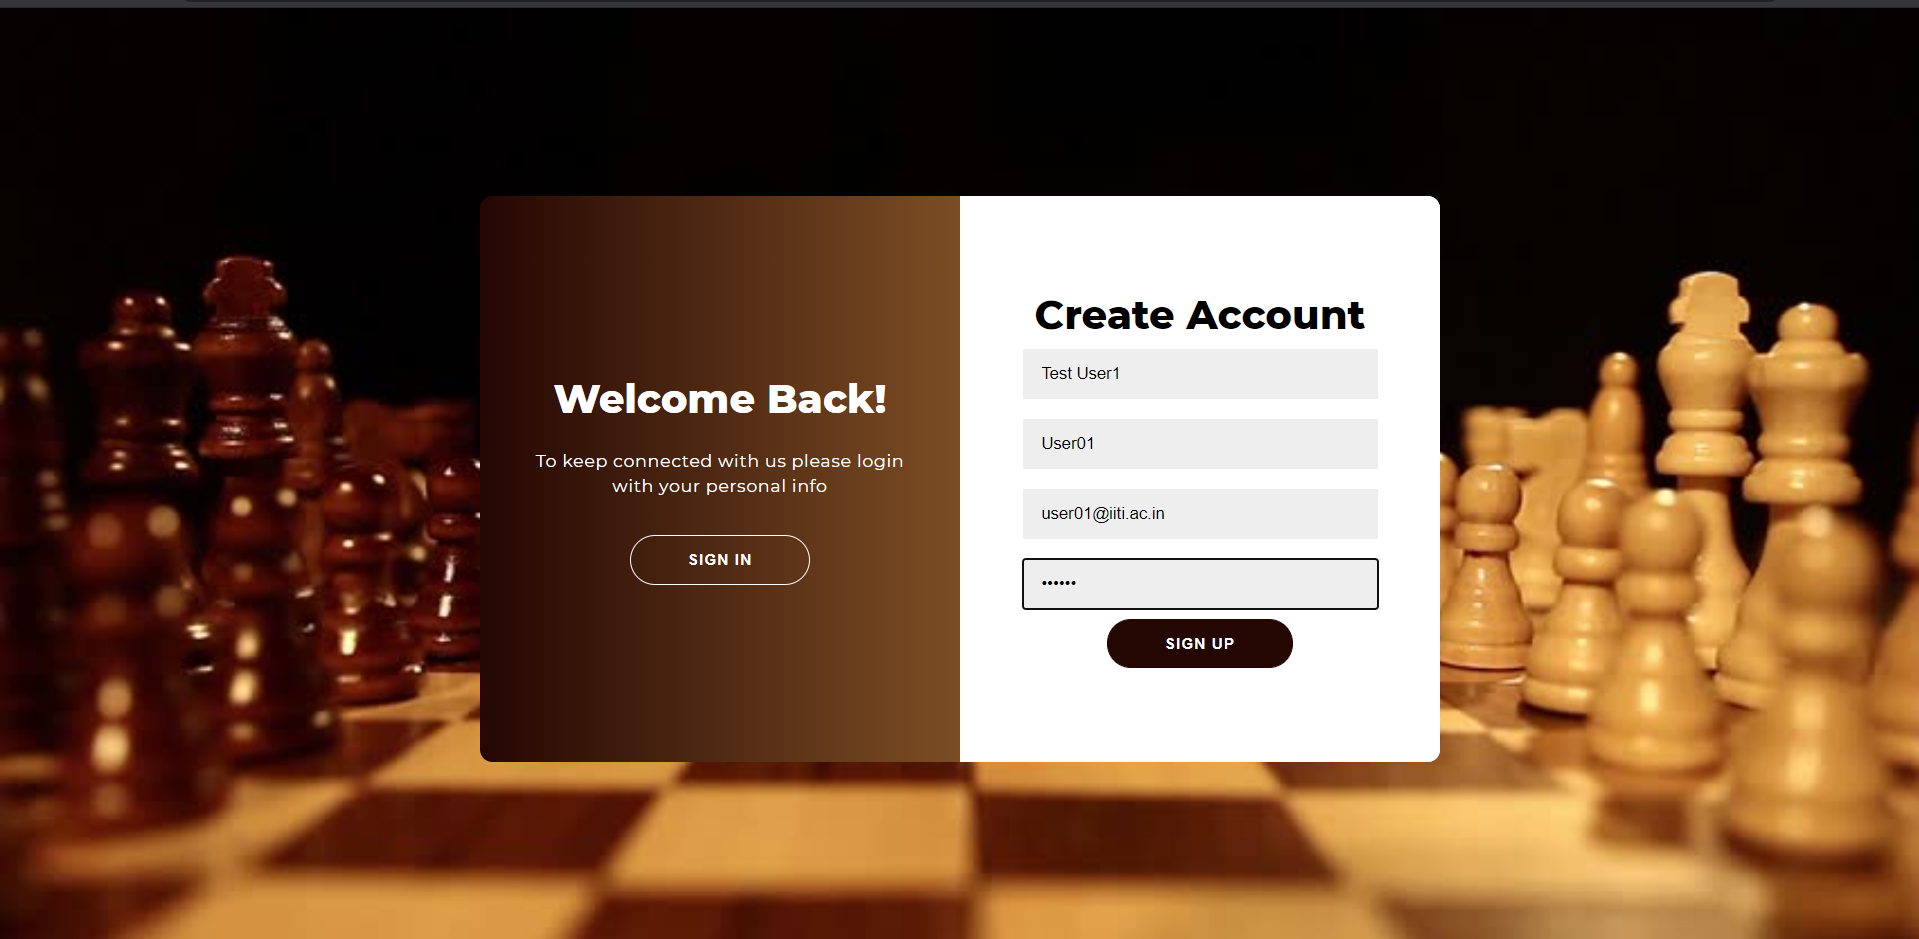 Welcome Back!
To keep connected with us please login
with your personal info
SIGN IN
Create Account
Test User1
User01
user01@iiti.ac.in
••••••
SIGN UP